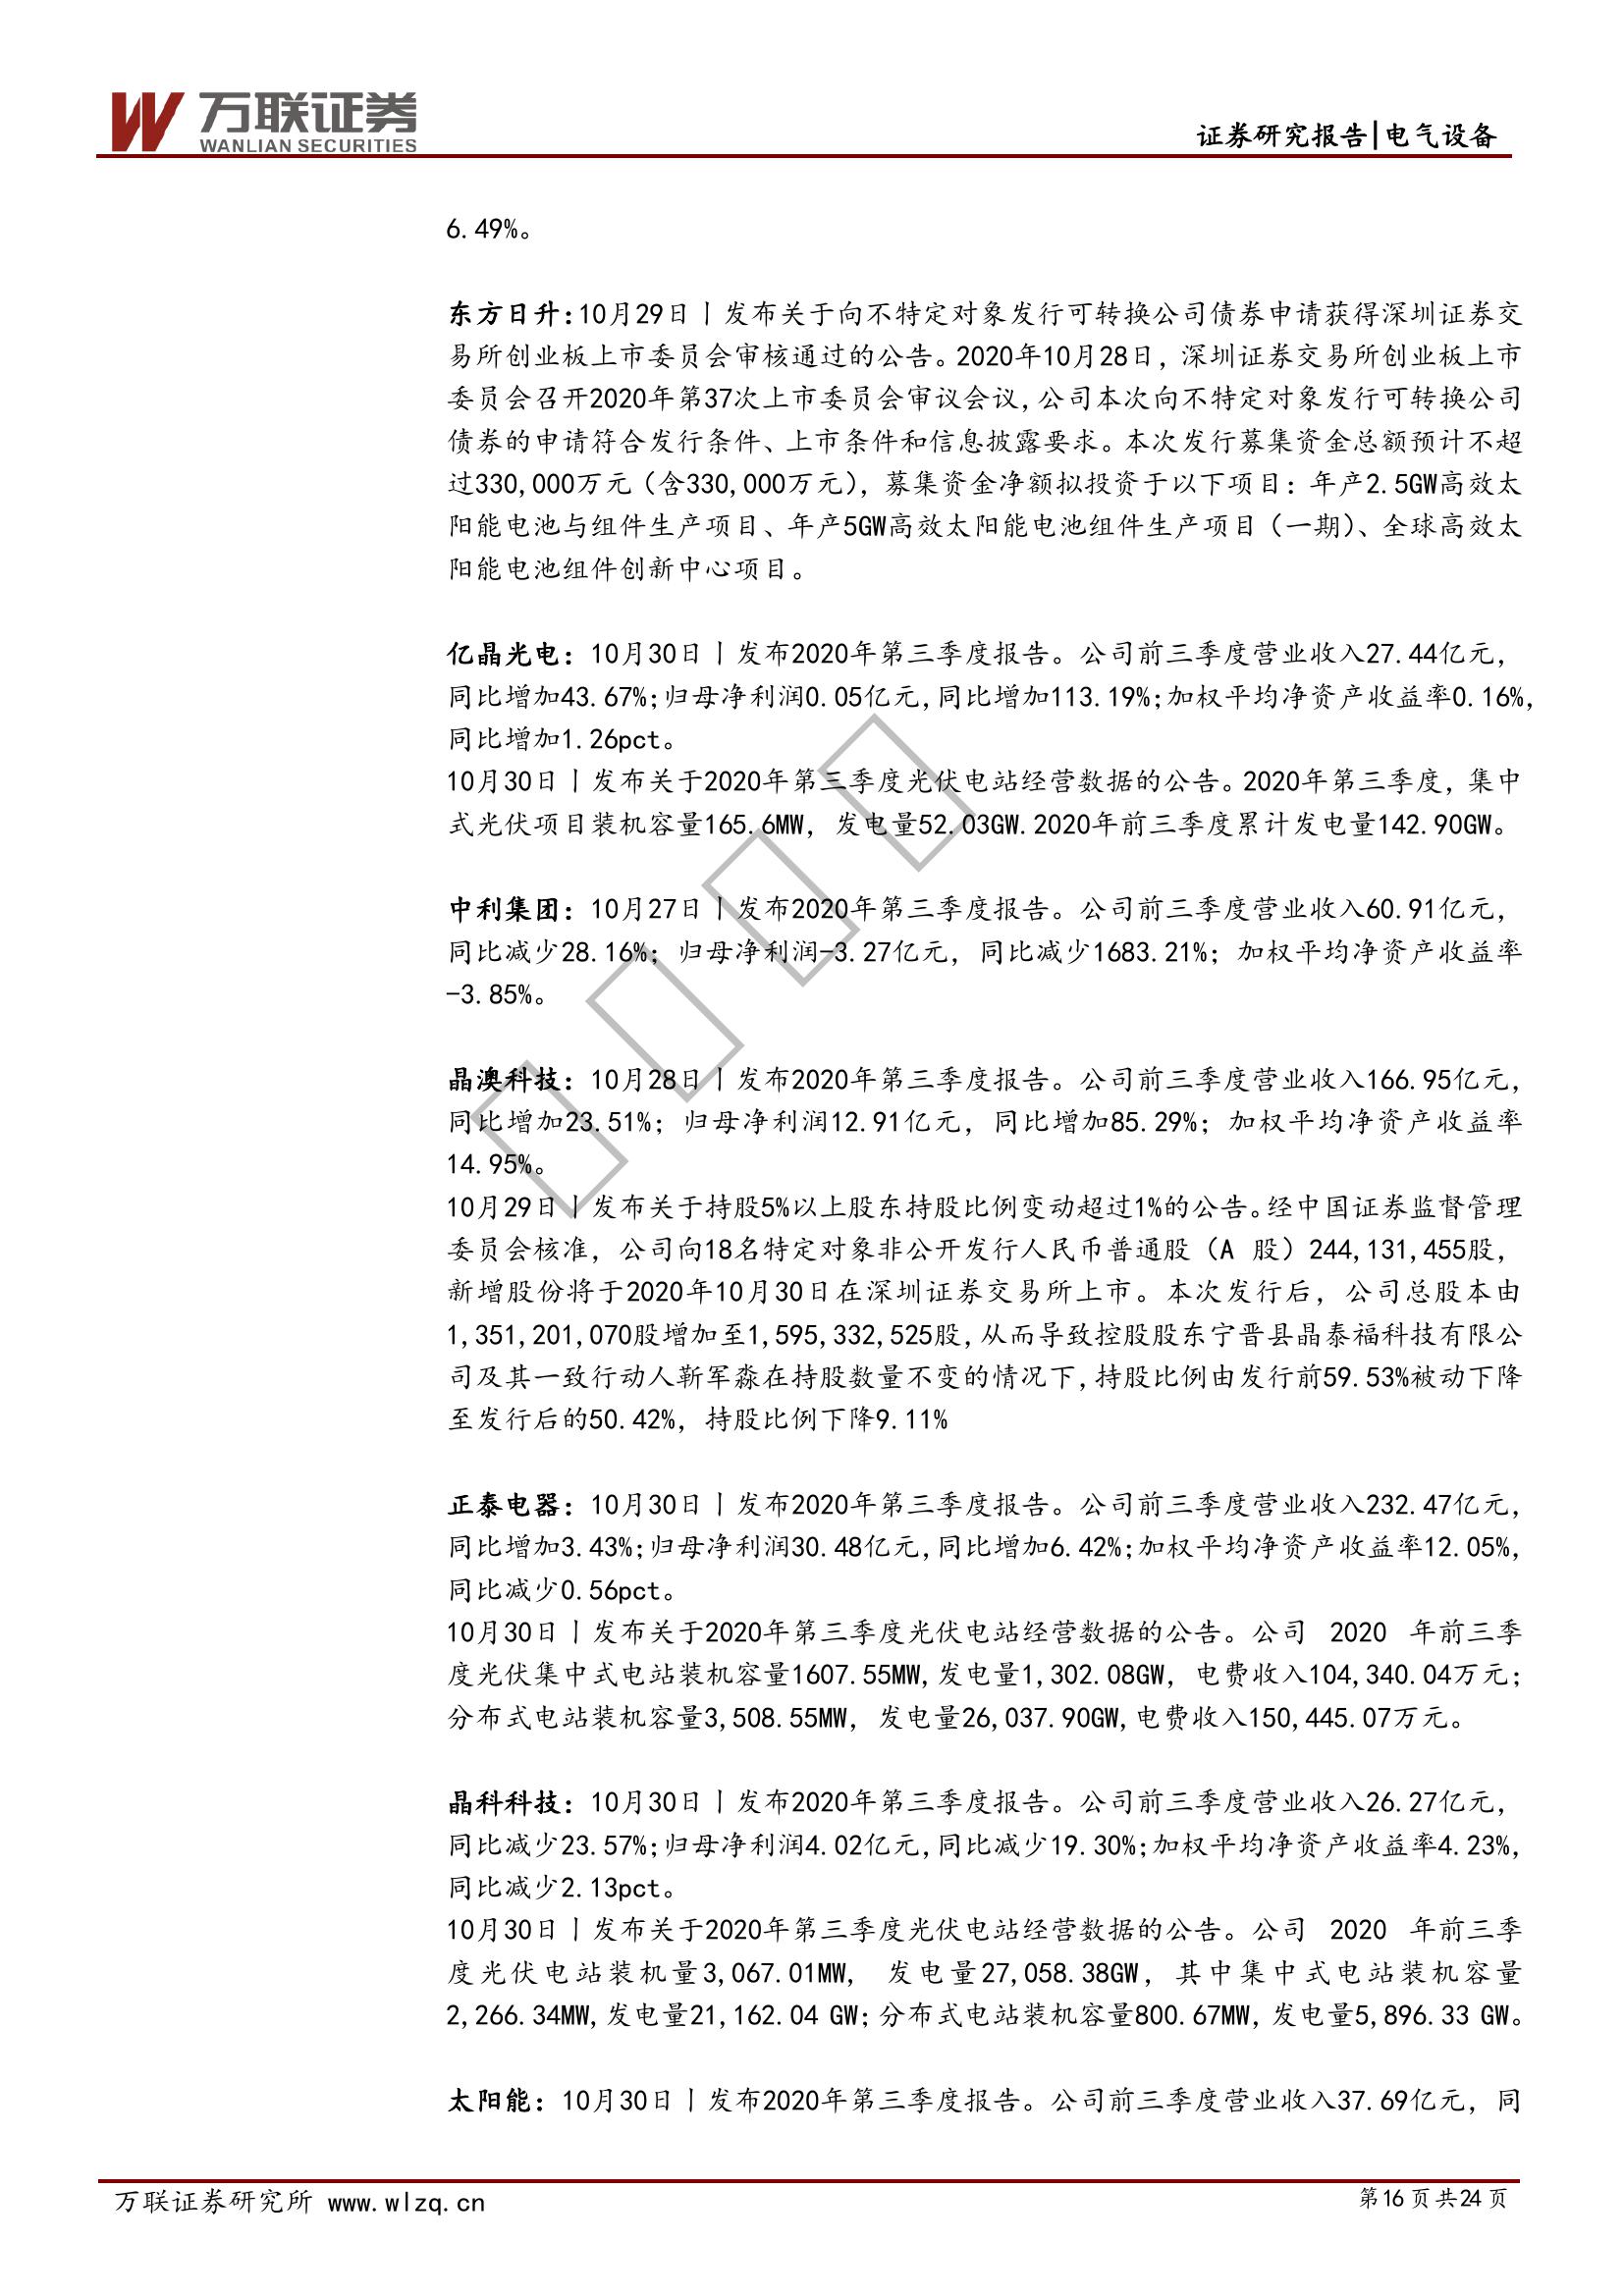 万联证券
WANLIAN SECURITIES
证券研究报告|电气设备
6.49%。
东方日升:10月29日丨发布关于向不特定对象发行可转换公司债券申请获得深圳证券交
易所创业板上市委员会审核通过的公告。2020年10月28日，深圳证券交易所创业板上市
委员会召开2020年第37次上市委员会审议会议,公司本次向不特定对象发行可转换公司
债券的申请符合发行条件、上市条件和信息披露要求。本次发行募集资金总额预计不超
过330,000万元（含330,000万元），募集资金净额拟投资于以下项目：年产2.5GW高效太
阳能电池与组件生产项目、年产5GW高效太阳能电池组件生产项目（一期）、全球高效太
阳能电池组件创新中心项目。
亿晶光电：10月30日丨发布2020年第三季度报告。公司前三季度营业收入27.44亿元，
同比增加43.67%;归母净利润0.05亿元,同比增加113.19%;加权平均净资产收益率0.16%,
同比增加1.26pct。
10月30日丨发布关于2020年第三季度光伏电站经营数据的公告。2020年第三季度，集中
式光伏项目装机容量165.6MW，发电量52.03GW.2020年前三季度累计发电量142.90GW。
中利集团：10月27日丨发布2020年第三季度报告。公司前三季度营业收入60.91亿元，
同比减少28.16%；归母净利润-3.27亿元，同比减少1683.21%；加权平均净资产收益率
-3.85%。
晶澳科技：10月28日丨发布2020年第三季度报告。公司前三季度营业收入166.95亿元，
同比增加23.51%；归母净利润12.91亿元，同比增加85.29%；加权平均净资产收益率
14.95%。
10月29日丨发布关于持股5%以上股东持股比例变动超过1%的公告。经中国证券监督管理
委员会核准，公司向18名特定对象非公开发行人民币普通股（A 股）244,131,455股，
新增股份将于2020年10月30日在深圳证券交易所上市。本次发行后，公司总股本由
1,351,201,070股增加至1,595,332,525股,从而导致控股股东宁晋县晶泰福科技有限公
司及其一致行动人靳军淼在持股数量不变的情况下,持股比例由发行前59.53%被动下降
至发行后的50.42%，持股比例下降9.11%
正泰电器：10月30日丨发布2020年第三季度报告。公司前三季度营业收入232.47亿元，
同比增加3.43%;归母净利润30.48亿元,同比增加6.42%;加权平均净资产收益率12.05%,
同比减少0.56pct。
10月30日丨发布关于2020年第三季度光伏电站经营数据的公告。公司 2020 年前三季
度光伏集中式电站装机容量1607.55MW,发电量1,302.08GW，电费收入104,340.04万元；
分布式电站装机容量3,508.55MW，发电量26,037.90GW,电费收入150,445.07万元。
晶科科技：10月30日丨发布2020年第三季度报告。公司前三季度营业收入26.27亿元，
同比减少23.57%;归母净利润4.02亿元,同比减少19.30%;加权平均净资产收益率4.23%,
同比减少2.13pct。
10月30日丨发布关于2020年第三季度光伏电站经营数据的公告。公司 2020 年前三季
度光伏电站装机量3,067.01MW， 发电量27,058.38GW，其中集中式电站装机容量
2,266.34MW,发电量21,162.04 GW;分布式电站装机容量800.67MW，发电量5,896.33 GW。
太阳能：10月30日丨发布2020年第三季度报告。公司前三季度营业收入37.69亿元，同
万联证券研究所 www.wlzq.cn
第16页共24页